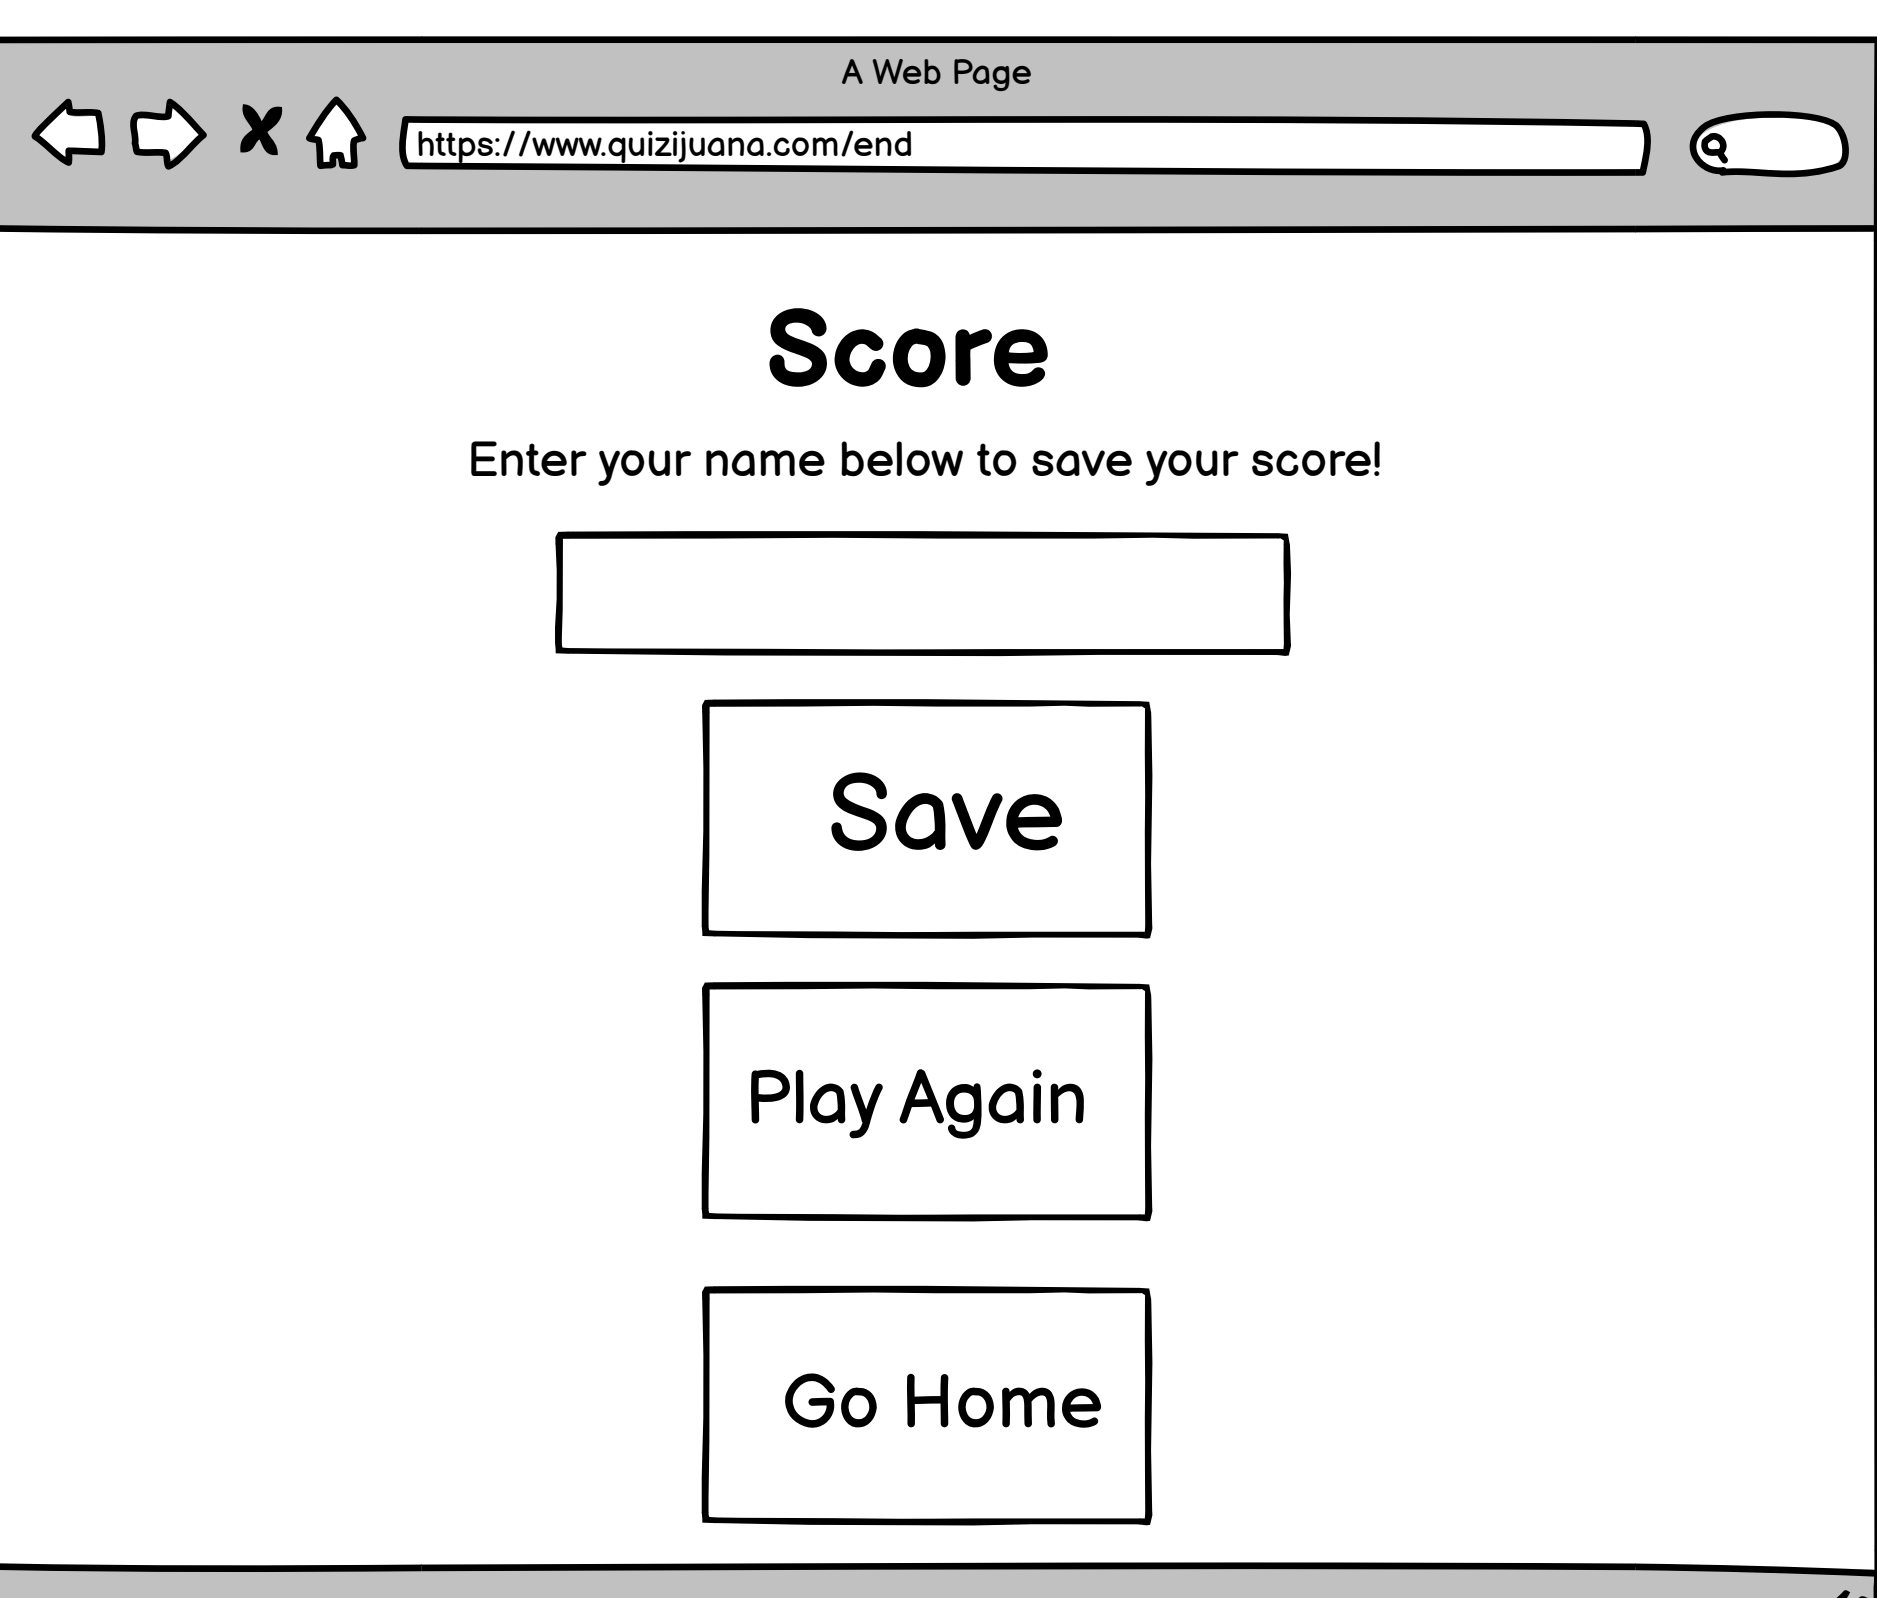 A Web Page
https://www.quizijuana.com/end
Score
Enter your name below to save your score!
Save
Play Again
Go Home